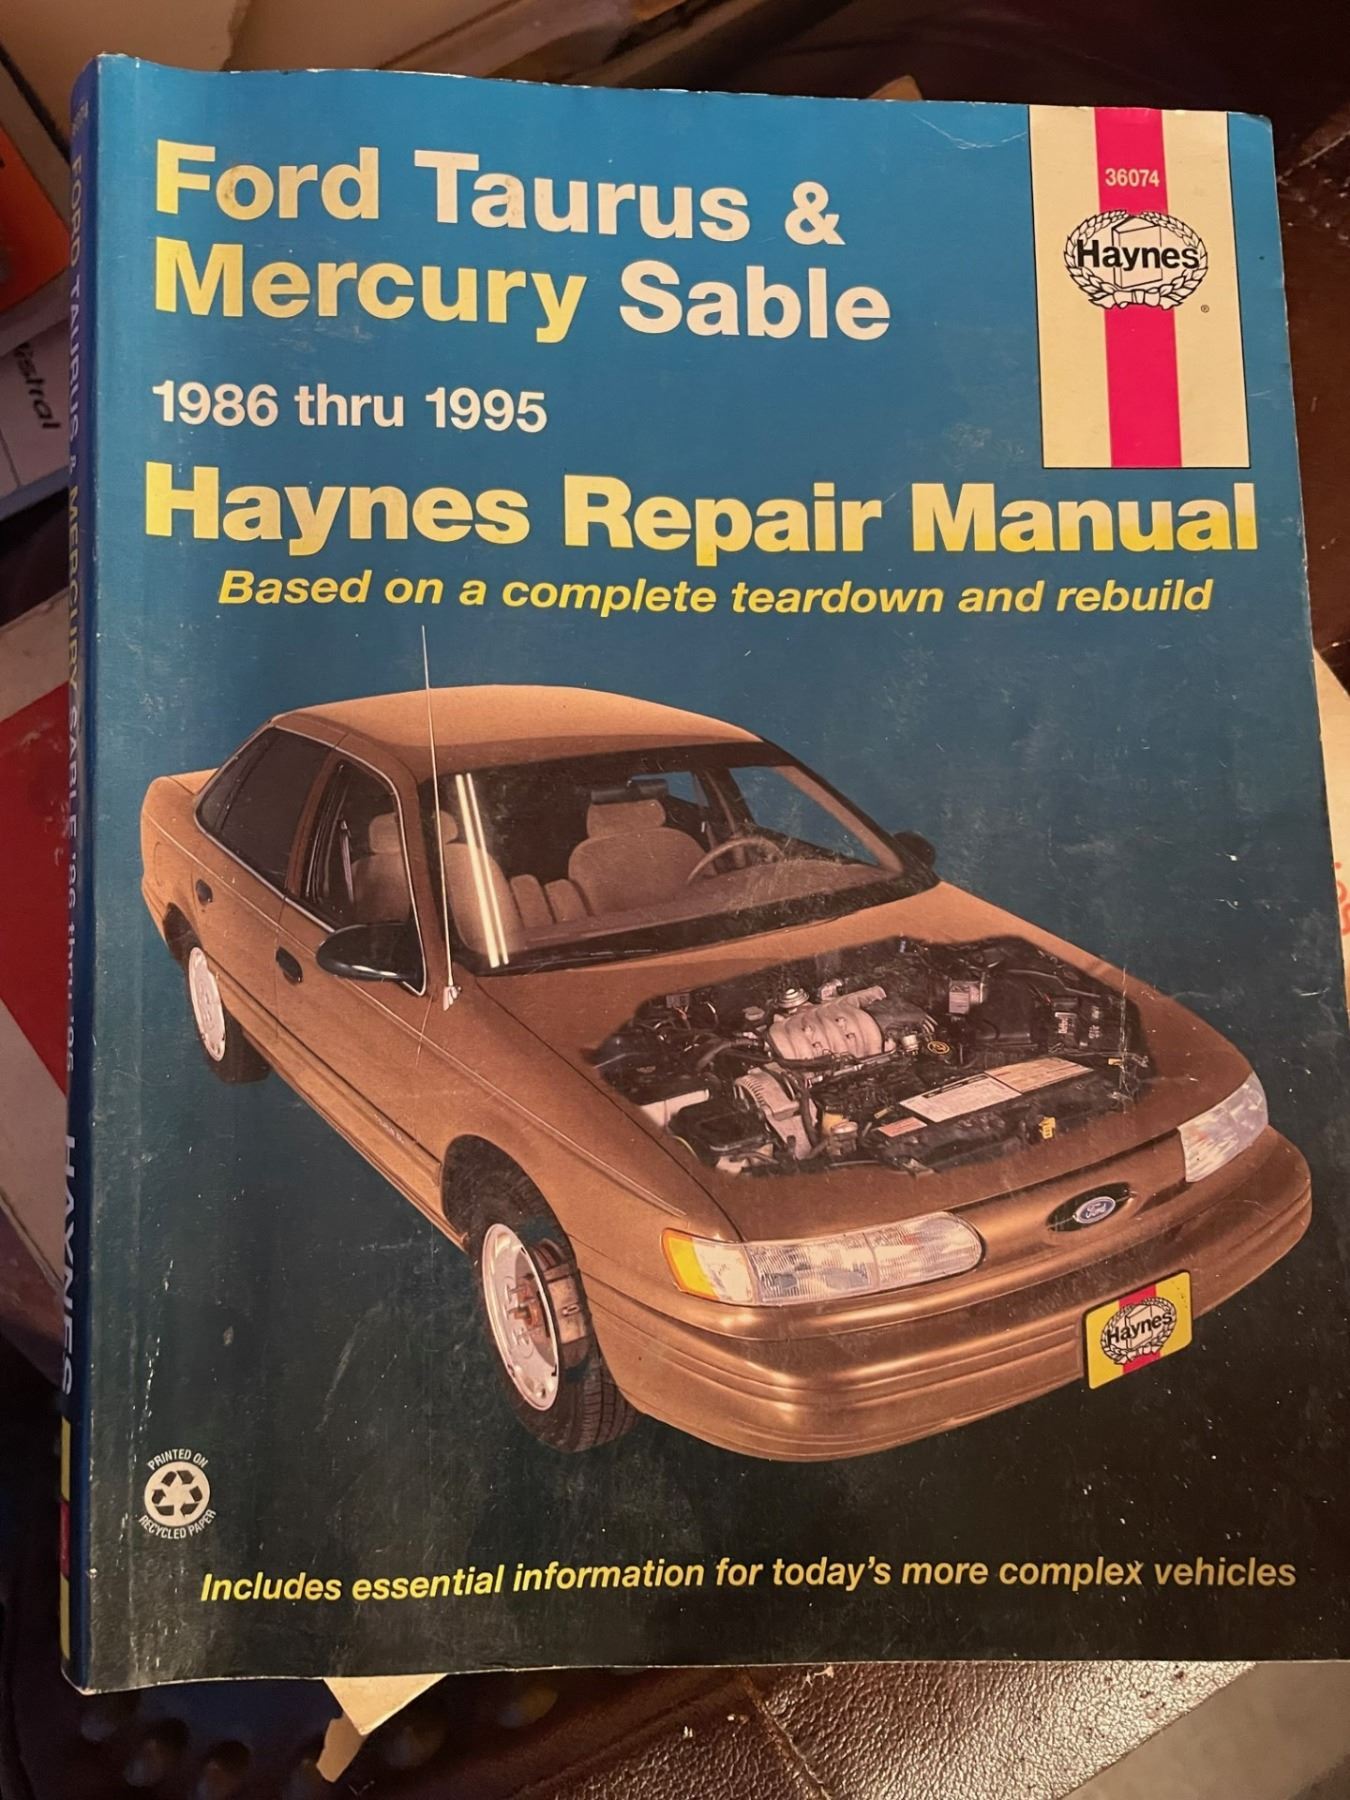 Ford Taurus &
Mercury Sable
1986 thru 1995
Haynes Repair Manual
Based on a complete teardown and rebuild
36074
Haynes
®
Ford
Haynes
PRINTED ON
RECYCLED PAPER
Includes essential information for today's more complex vehicles
FORD TAURUS & MERCURY SABLE '86 thru '95 HAYNES